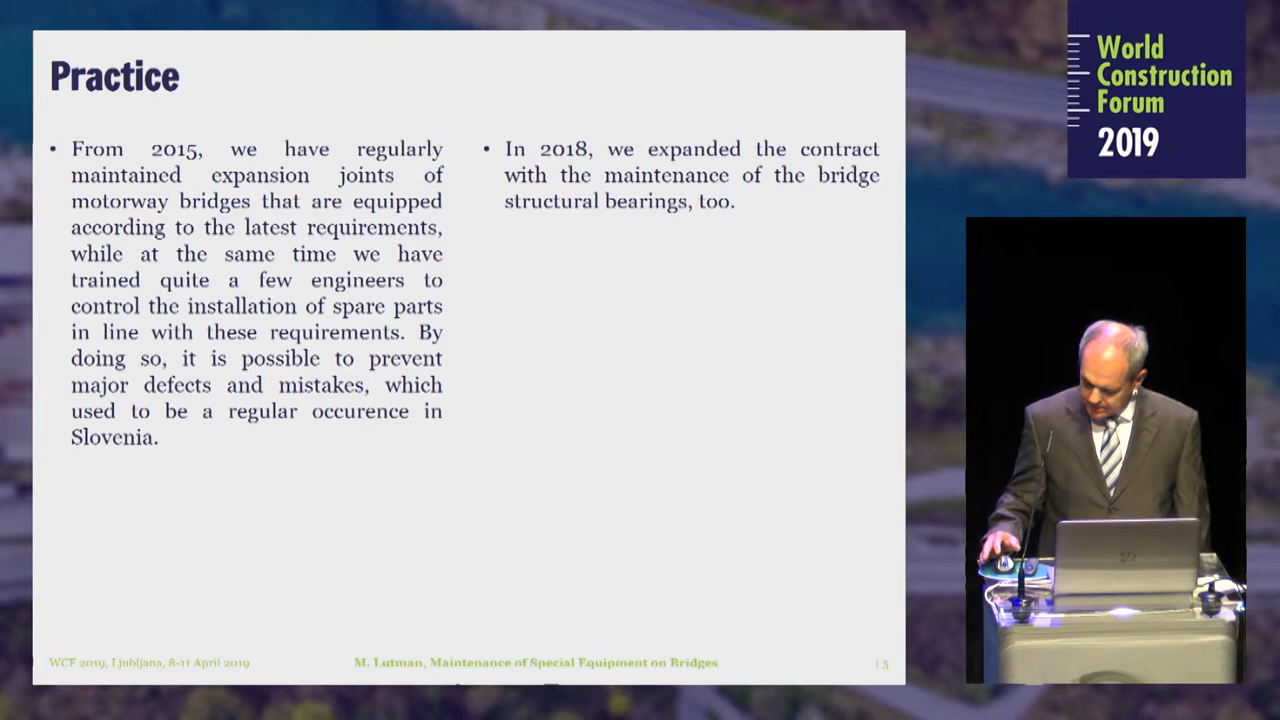 Practice
• From 2015, we have regularly
maintained expansion joints of
motorway bridges that are equipped
according to the latest requirements,
while at the same time we have
trained quite a few engineers to
control the installation of spare parts
in line with these requirements. By
doing so, it is possible to prevent
major defects and mistakes, which
used to be a regular occurence in
Slovenia.
• In 2018, we expanded the contract
with the maintenance of the bridge
structural bearings, too.
WCF 2019, Ljubljana, 8-11 April 2019
M. Lutman, Maintenance of Special Equipment on Bridges
| 5
World
Construction
Forum
2019